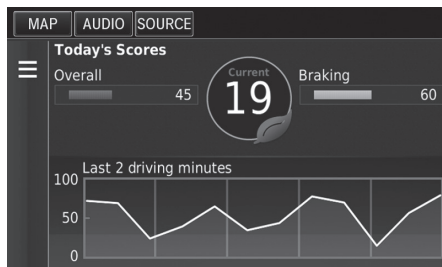 MAP AUDIO SOURCE
Today's Scores
Overall
45
Current
19
Braking
60
Last 2 driving minutes
100
50
0